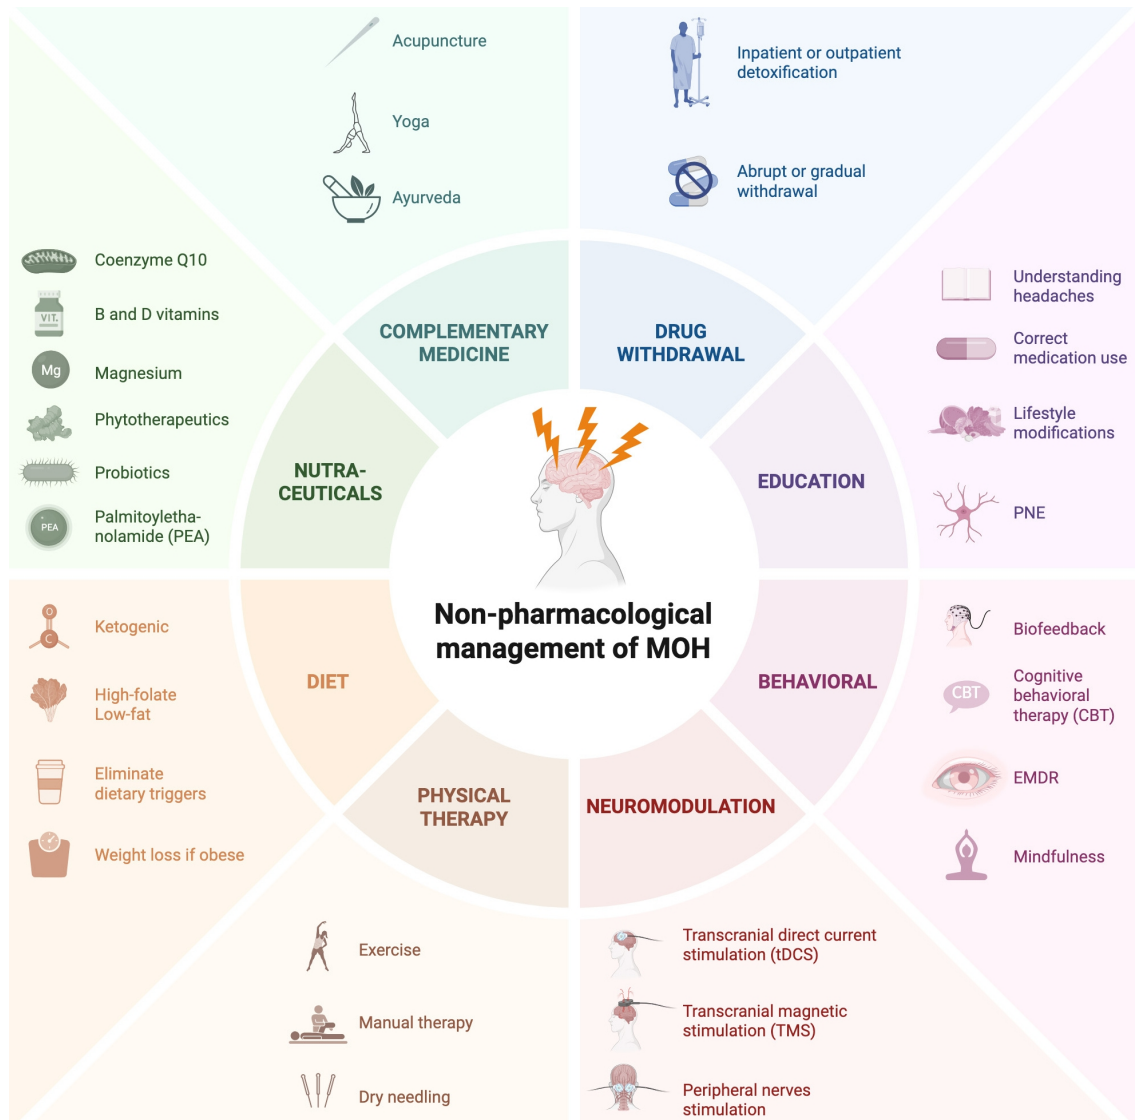 Acupuncture
Yoga
Ayurveda
COMPLEMENTARY
MEDICINE
Inpatient or outpatient
detoxification
Abrupt or gradual
withdrawal
DRUG
WITHDRAWAL
Understanding
headaches
Correct
medication use
Lifestyle
modifications
PNE
EDUCATION
Biofeedback
CBT
Cognitive
behavioral
therapy (CBT)
EMDR
Mindfulness
BEHAVIORAL
NEUROMODULATION
Transcranial direct current
stimulation (tDCS)
Transcranial magnetic
stimulation (TMS)
Peripheral nerves
stimulation
PHYSICAL
THERAPY
Exercise
Manual therapy
Dry needling
DIET
O
C
Ketogenic
High-folate
Low-fat
Eliminate
dietary triggers
Weight loss if obese
NUTRA-
CEUTICALS
Coenzyme Q10
VIT.
B and D vitamins
Mg
Magnesium
Phytotherapeutics
Probiotics
PEA
Palmitoyletha-
nolamide (PEA)
Non-pharmacological
management of MOH